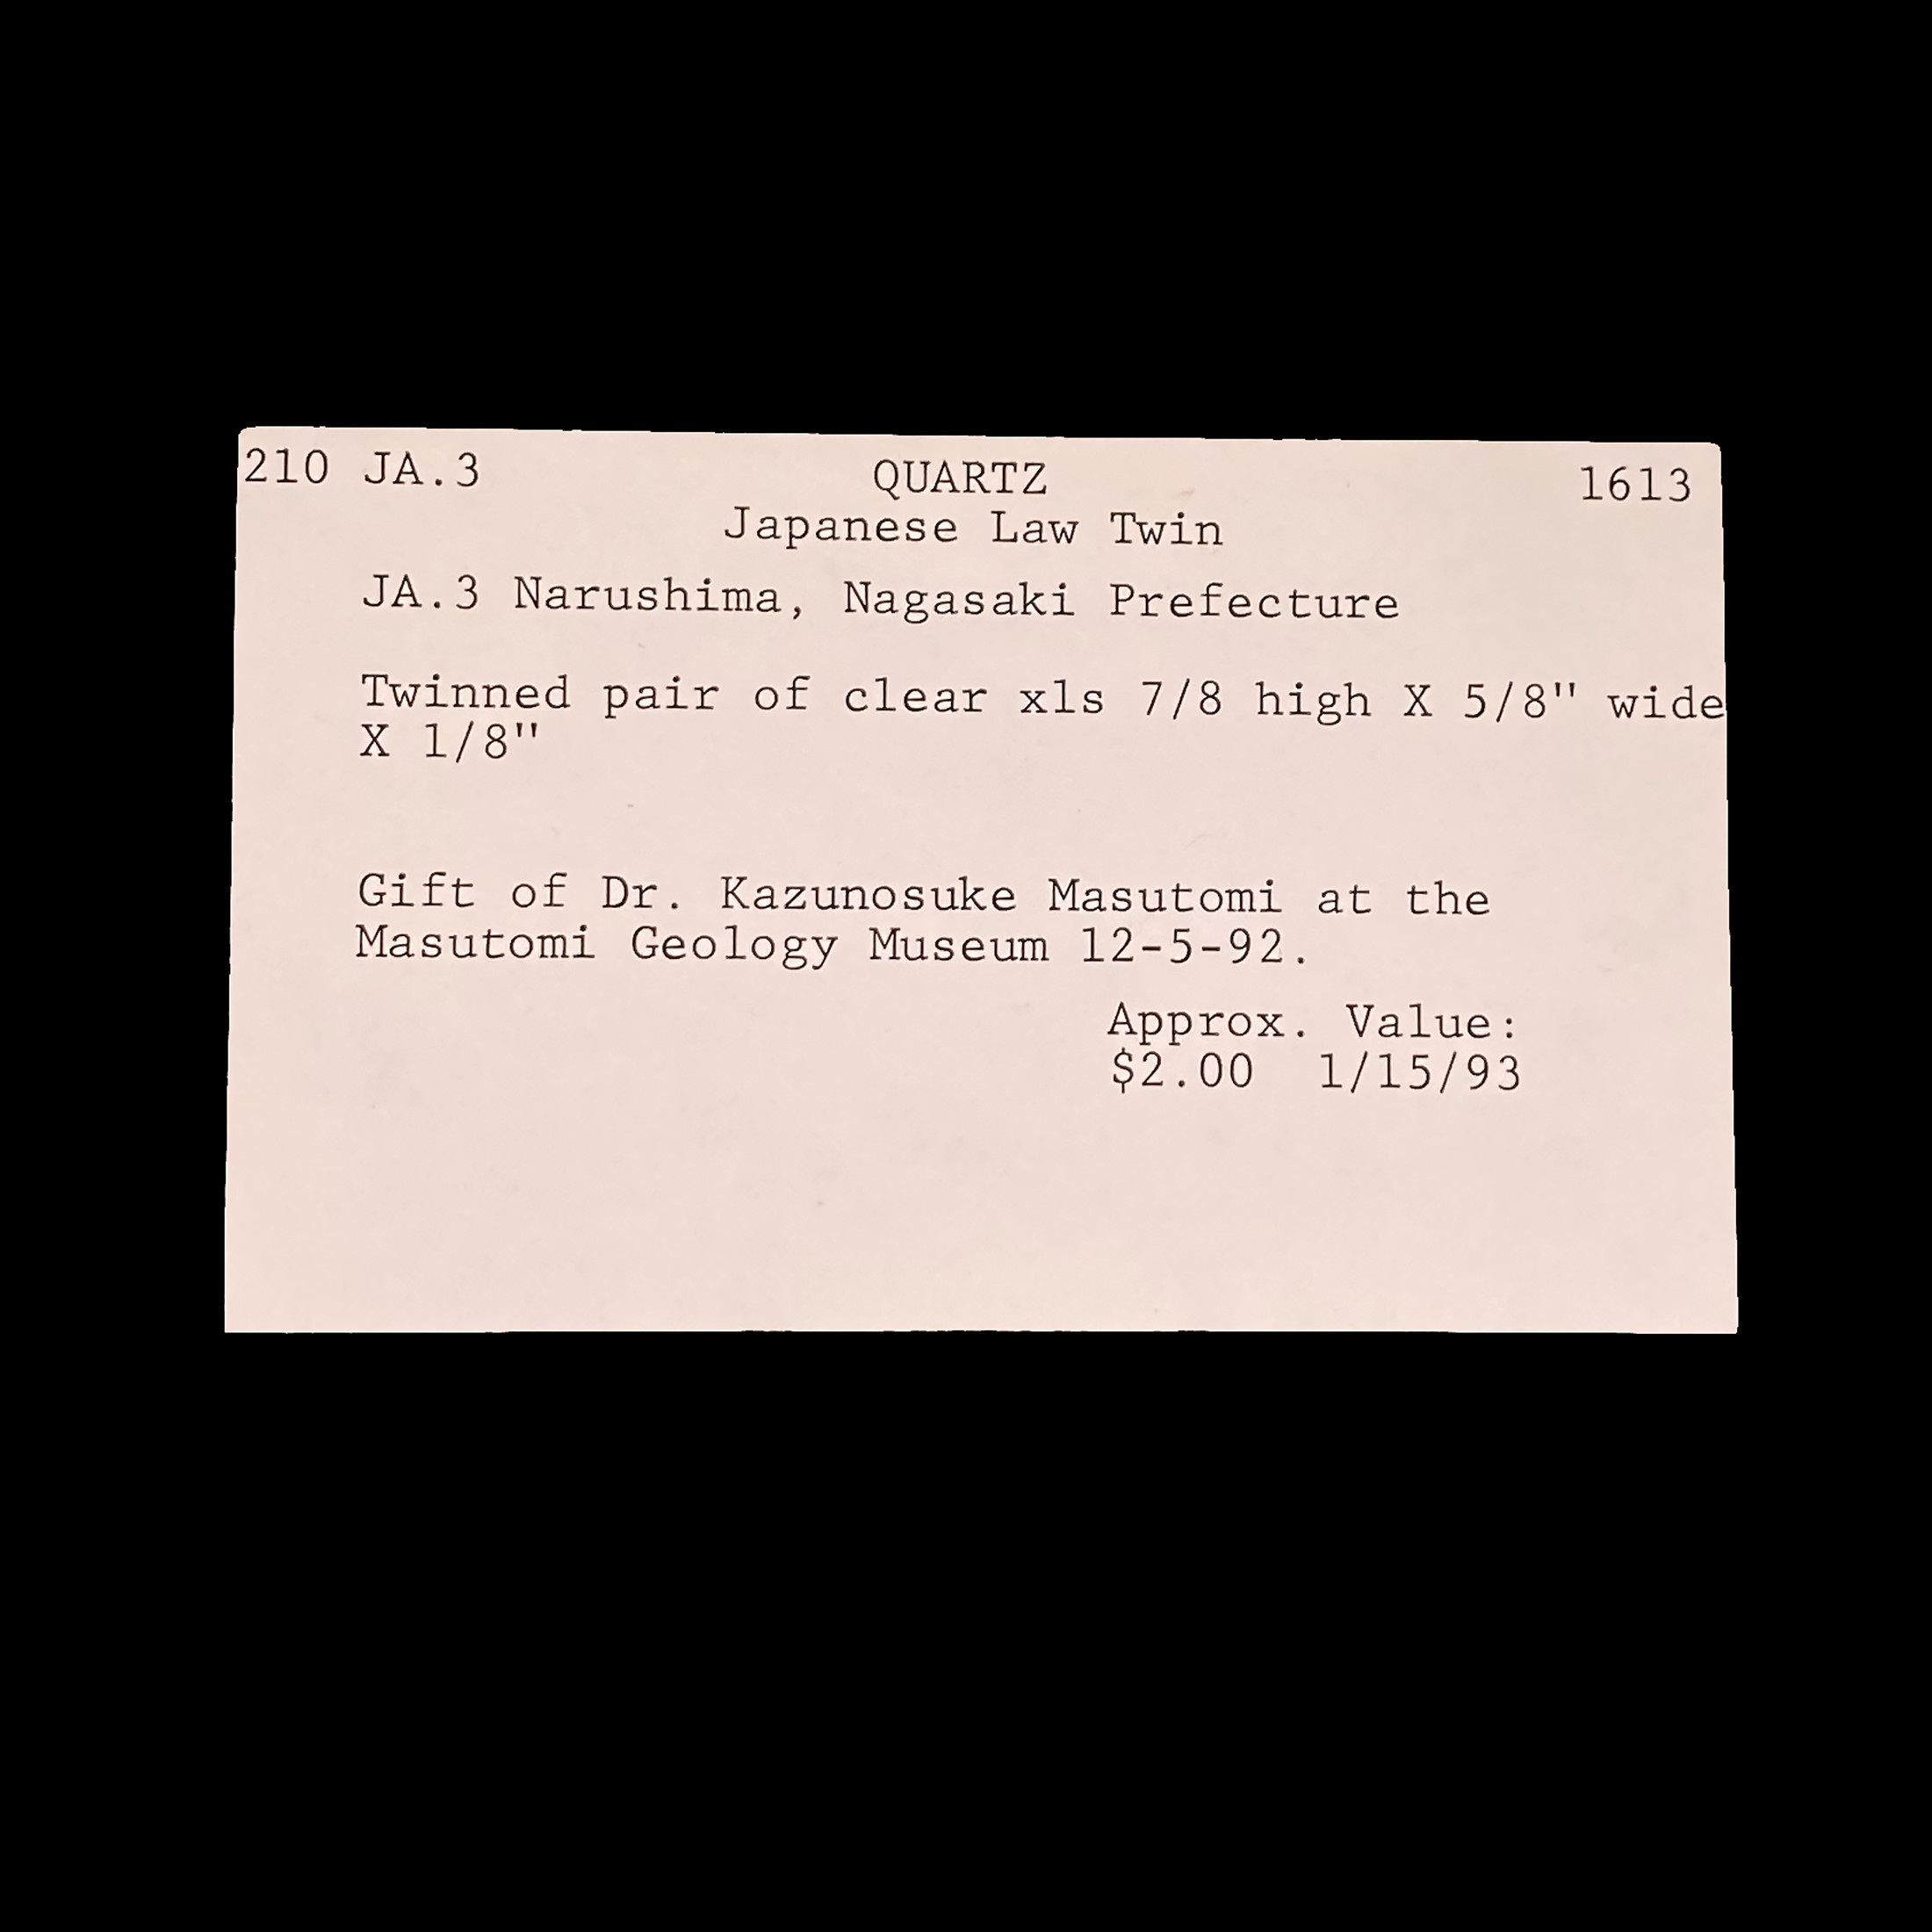 210 JA.3 QUARTZ 1613
Japanese Law Twin
JA.3 Narushima, Nagasaki Prefecture
Twinned pair of clear xls 7/8 high X 5/8" wide
X 1/8"
Gift of Dr. Kazunosuke Masutomi at the
Masutomi Geology Museum 12-5-92.
Approx. Value:
$2.00 1/15/93